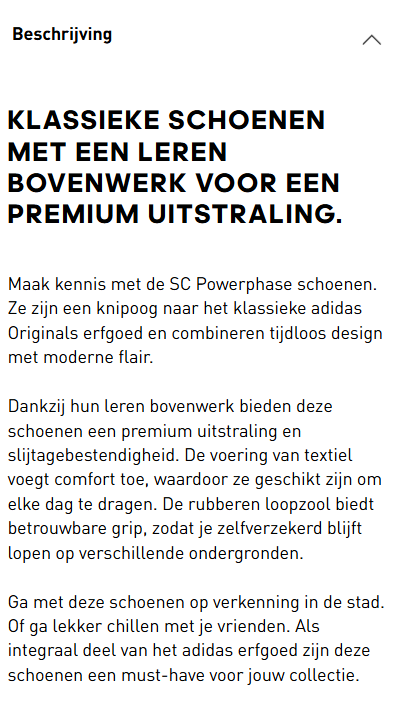 Beschrijving
KLASSIEKE SCHOENEN
MET EEN LEREN
BOVENWERK VOOR EEN
PREMIUM UITSTRALING.
Maak kennis met de SC Powerphase schoenen.
Ze zijn een knipoog naar het klassieke adidas
Originals erfgoed en combineren tijdloos design
met moderne flair.
Dankzij hun leren bovenwerk bieden deze
schoenen een premium uitstraling en
slijtagebestendigheid. De voering van textiel
voegt comfort toe, waardoor ze geschikt zijn om
elke dag te dragen. De rubberen loopzool biedt
betrouwbare grip, zodat je zelfverzekerd blijft
lopen op verschillende ondergronden.
Ga met deze schoenen op verkenning in de stad.
Of ga lekker chillen met je vrienden. Als
integraal deel van het adidas erfgoed zijn deze
schoenen een must-have voor jouw collectie.